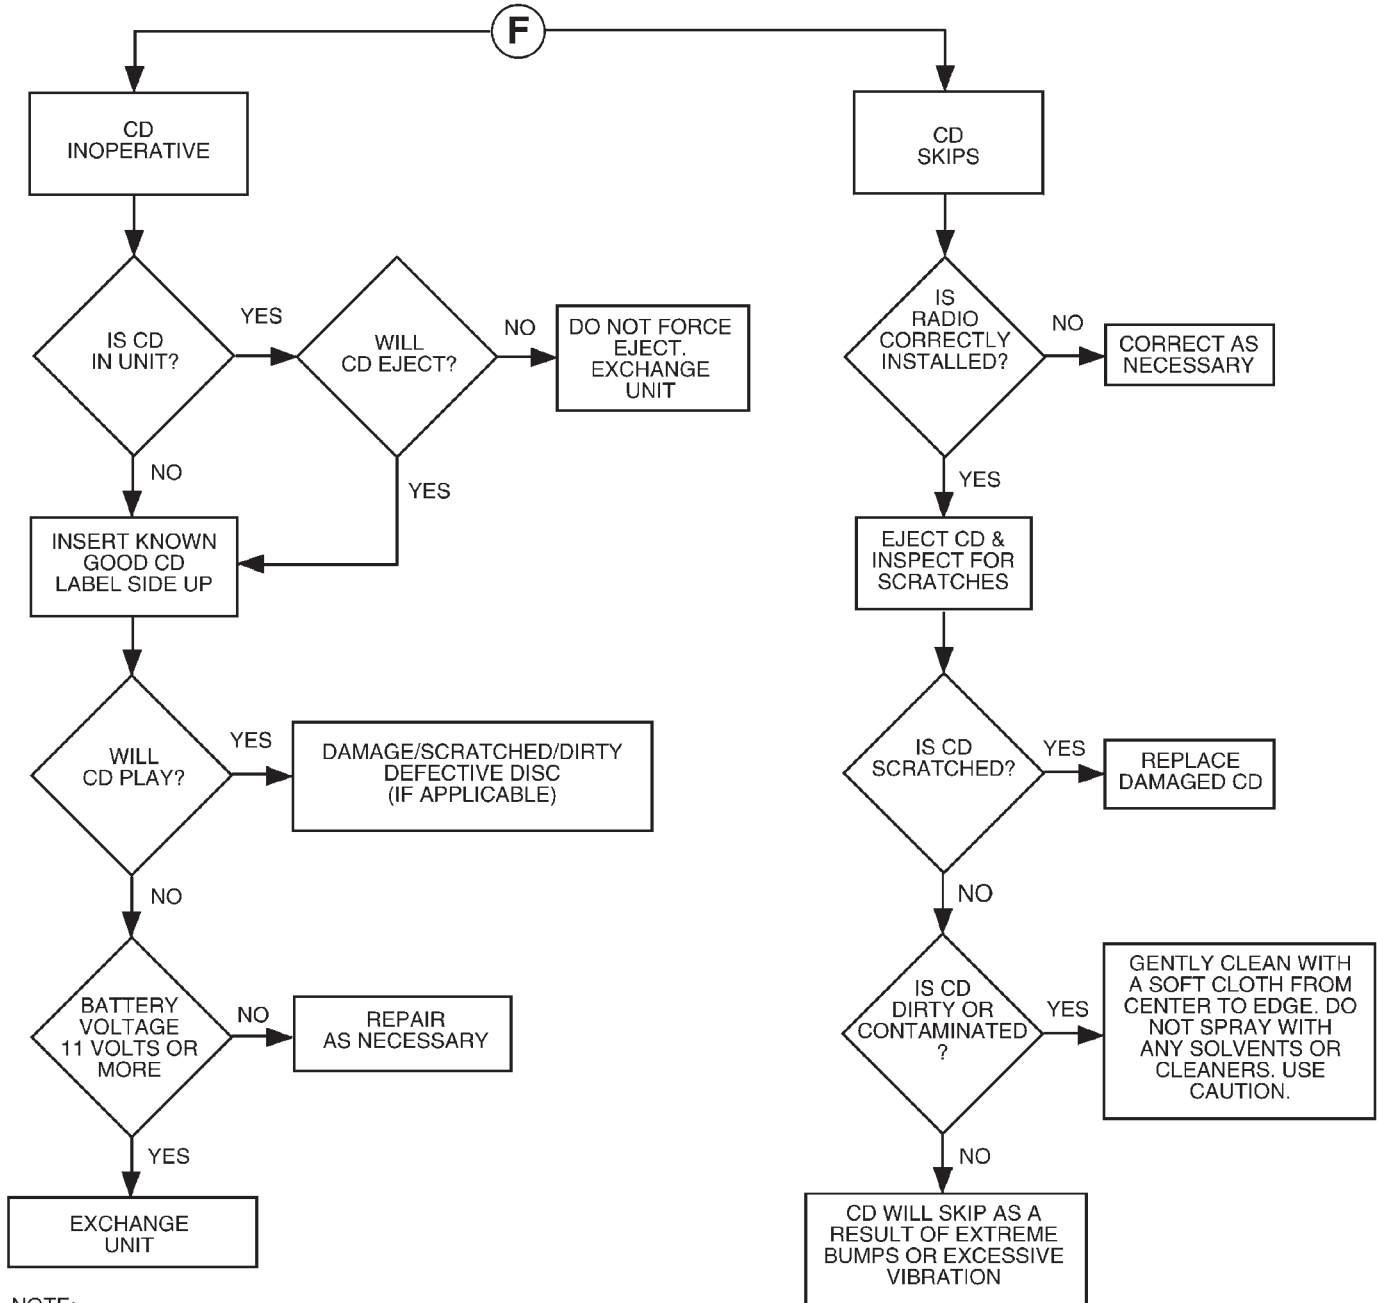 F
CD
INOPERATIVE
IS CD
IN UNIT?
YES
WILL
CD EJECT?
NO
DO NOT FORCE
EJECT.
EXCHANGE
UNIT
NO
YES
INSERT KNOWN
GOOD CD
LABEL SIDE UP
WILL
CD PLAY?
YES
DAMAGE/SCRATCHED/DIRTY
DEFECTIVE DISC
(IF APPLICABLE)
NO
BATTERY
VOLTAGE
11 VOLTS OR
MORE
NO
REPAIR
AS NECESSARY
YES
EXCHANGE
UNIT
NOTE:
CD
SKIPS
IS
RADIO
CORRECTLY
INSTALLED?
NO
CORRECT AS
NECESSARY
YES
EJECT CD &
INSPECT FOR
SCRATCHES
IS CD
SCRATCHED?
YES
REPLACE
DAMAGED CD
NO
IS CD
DIRTY OR
CONTAMINATED
?
YES
GENTLY CLEAN WITH
A SOFT CLOTH FROM
CENTER TO EDGE. DO
NOT SPRAY WITH
ANY SOLVENTS OR
CLEANERS. USE
CAUTION.
NO
CD WILL SKIP AS A
RESULT OF EXTREME
BUMPS OR EXCESSIVE
VIBRATION